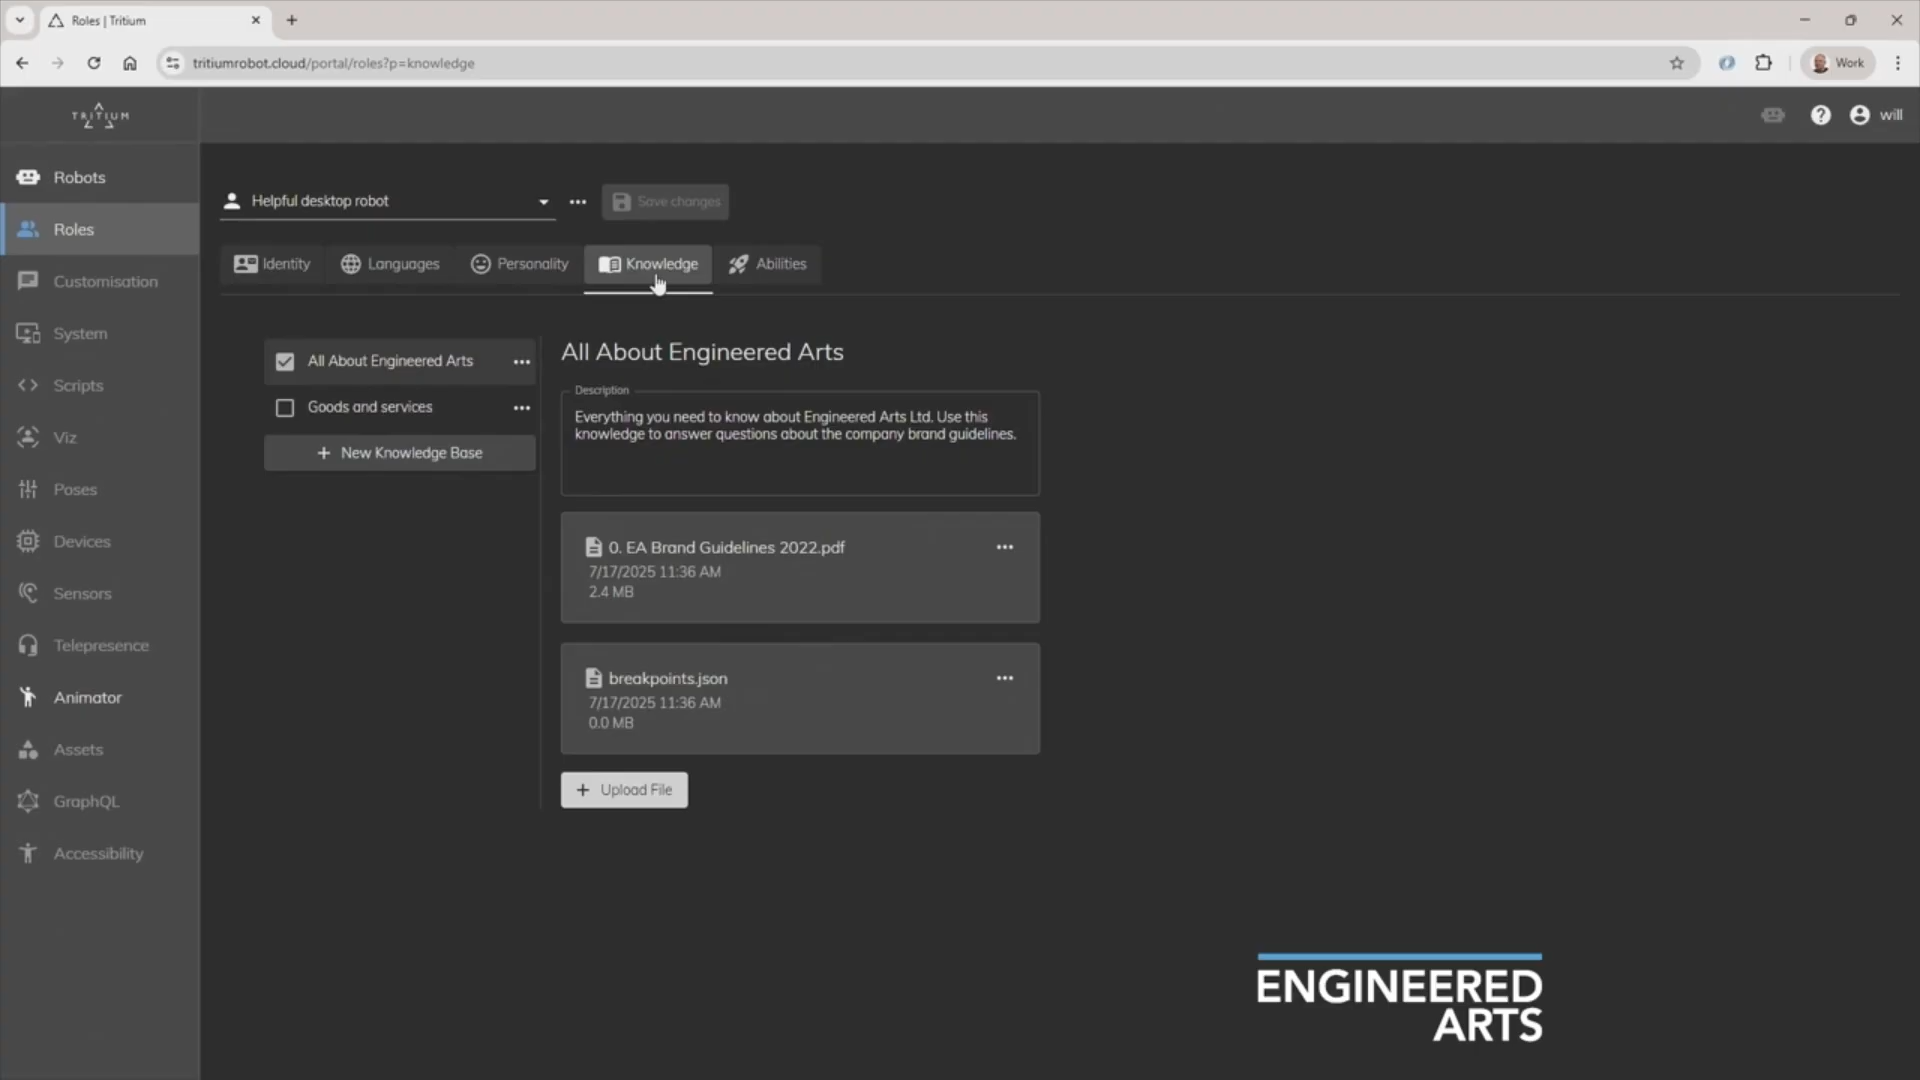 Roles | Tritium
tritiumrobot.cloud/portal/roles?p=knowledge
Work
TRITIUM
will
Robots
Roles
Customisation
System
Scripts
Viz
Poses
Devices
Sensors
Telepresence
Animator
Assets
GraphQL
Accessibility
Helpful desktop robot
Save changes
Identity
Languages
Personality
Knowledge
Abilities
All About Engineered Arts
Goods and services
+ New Knowledge Base
All About Engineered Arts
Description
Everything you need to know about Engineered Arts Ltd. Use this
knowledge to answer questions about the company brand guidelines.
0. EA Brand Guidelines 2022.pdf
7/17/2025 11:36 AM
2.4 MB
breakpoints.json
7/17/2025 11:36 AM
0.0 MB
+ Upload File
ENGINEERED
ARTS